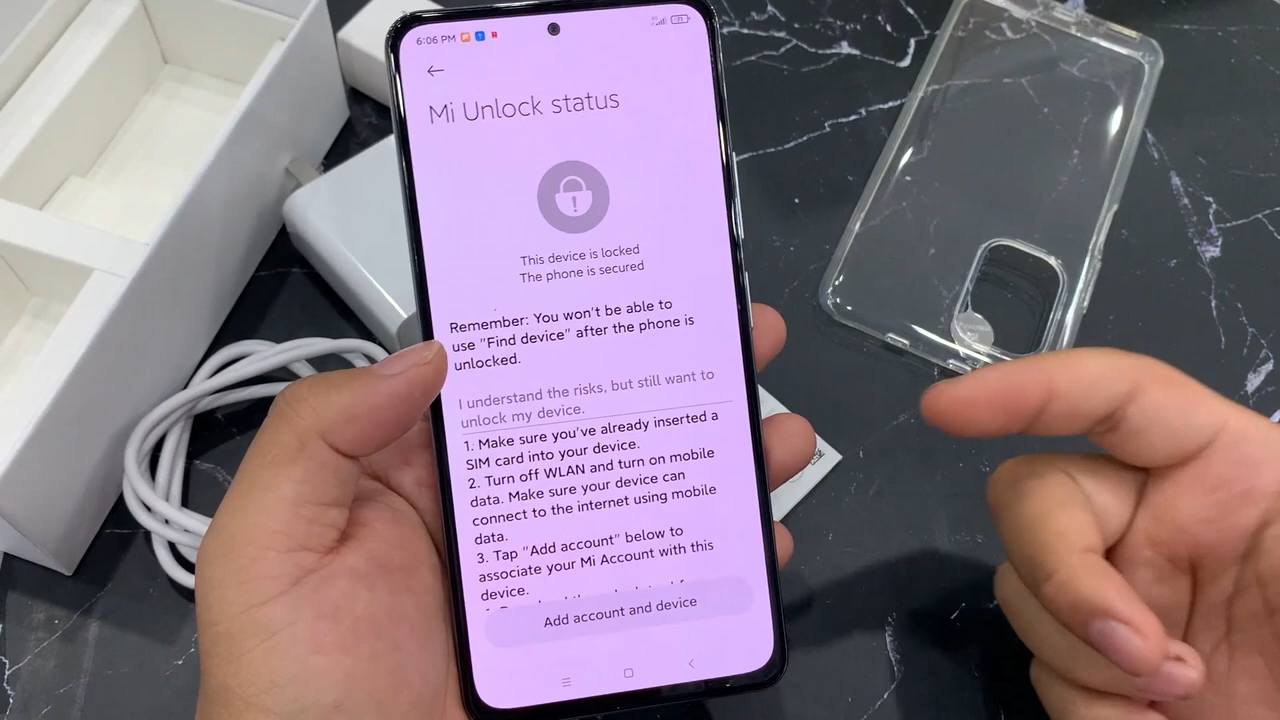 6:06 PM
Mi Unlock status
This device is locked
The phone is secured
Remember: You won't be able to
use "Find device" after the phone is
unlocked.
I understand the risks, but still want to
unlock my device.
1. Make sure you've already inserted a
SIM card into your device.
2. Turn off WLAN and turn on mobile
data. Make sure your device can
connect to the internet using mobile
data.
3. Tap "Add account" below to
associate your Mi Account with this
device.
Add account and device